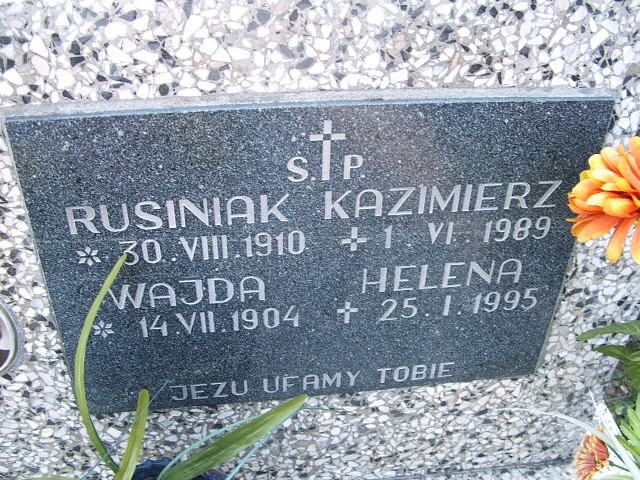 Ś.P
RUSINIAK KAZIMIERZ
* 30.VIII.1910 + 1.VI.1989
WAJDA HELENA
* 14.VII.1904 + 25.I.1995
JEZU UFAMY TOBIE